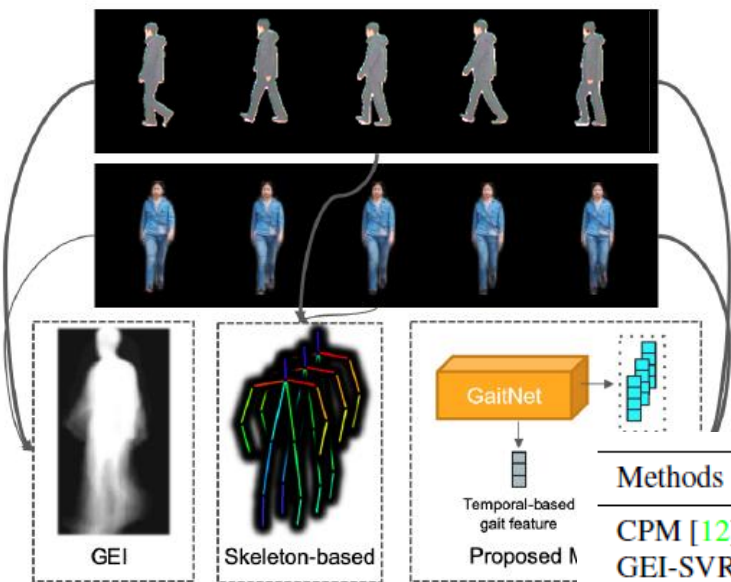 GaitNet
Temporal-based
gait feature
GEI
Skeleton-based
Proposed
Methods
CPM [12
GEI-SVR